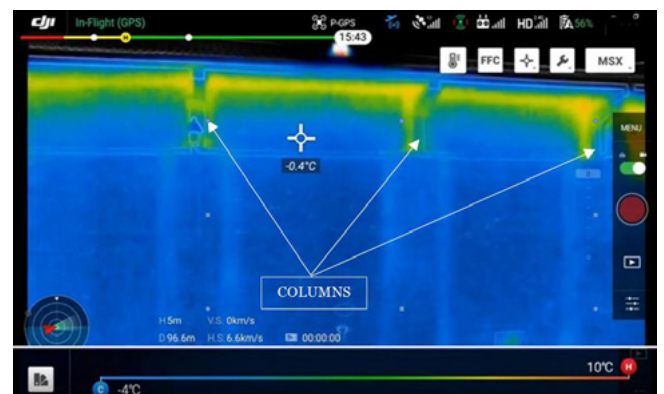 dji In-Flight (GPS) P-GPS HD 56%
15:43
FFC MSX
MENU
-0.4°C
COLUMNS
H 5m V.S. 0km/s
D 96.6m H.S. 6.6km/s 00:00:00
10°C H
C -4°C